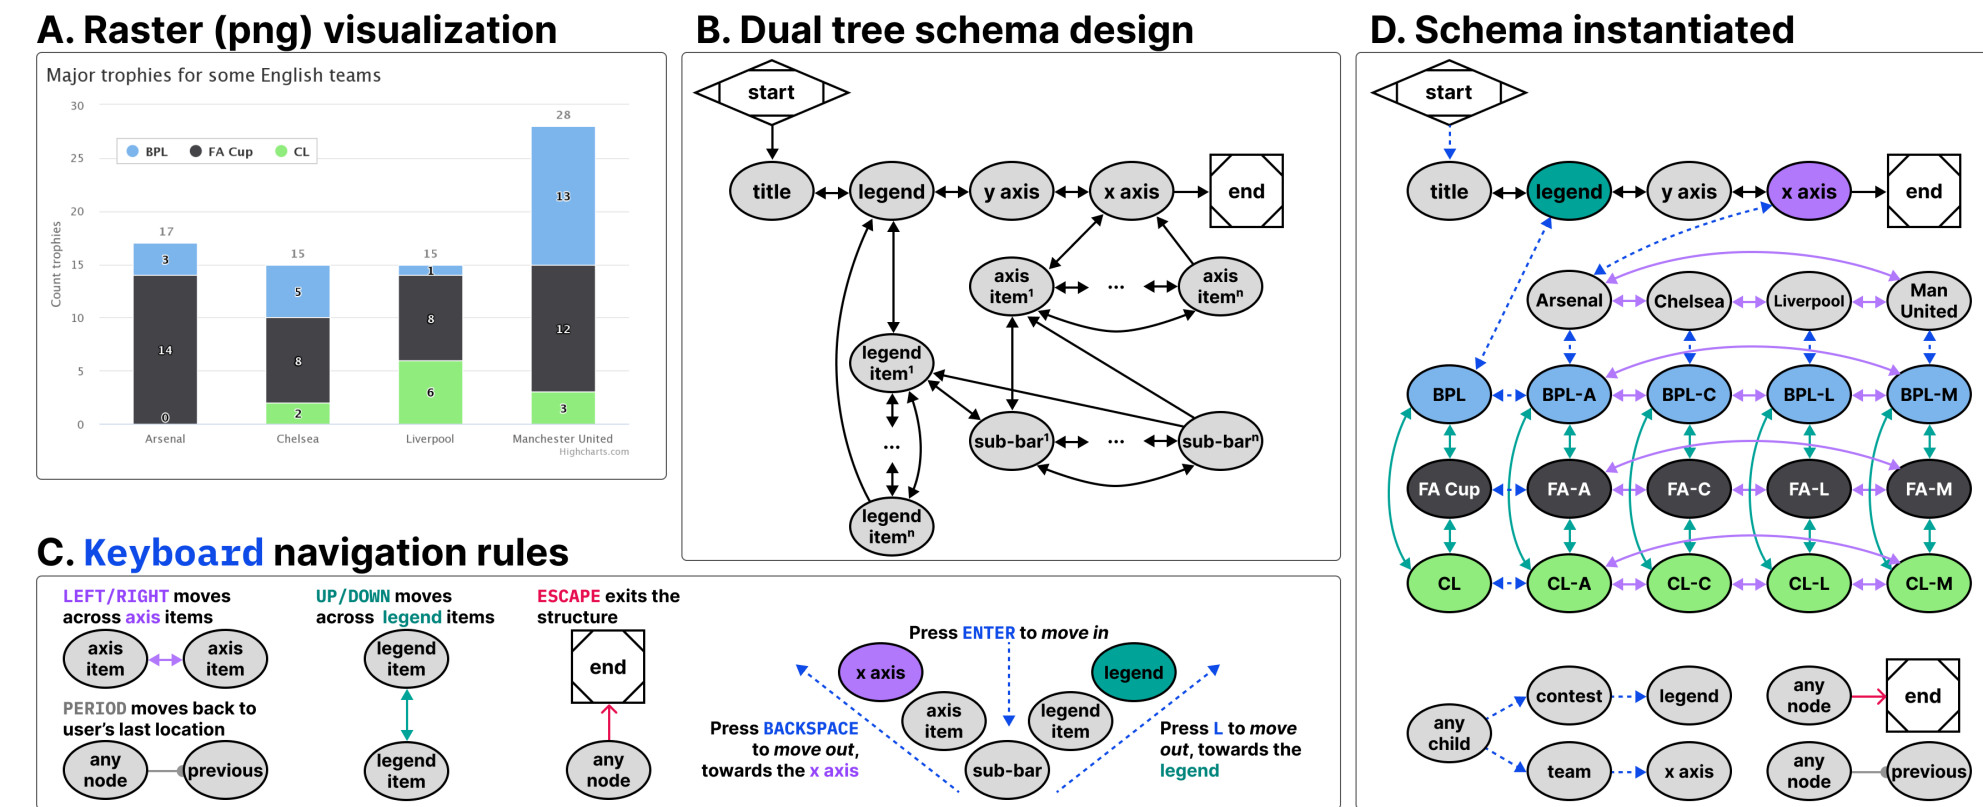 A. Raster (png) visualization
Major trophies for some English teams
30
25
20
15
10
5
0
Count trophies
BPL FA Cup CL
17
3
14
0
Arsenal
15
5
8
2
Chelsea
15
1
8
6
Liverpool
28
13
12
3
Manchester United
Highcharts.com
B. Dual tree schema design
start
title legend y axis x axis end
axis item¹ ... axis itemⁿ
legend item¹
...
sub-bar¹ ... sub-barⁿ
legend itemⁿ
C. Keyboard navigation rules
LEFT/RIGHT moves
across axis items
axis item axis item
PERIOD moves back to
user's last location
any node previous
UP/DOWN moves
across legend items
legend item
legend item
ESCAPE exits the
structure
end
any node
Press ENTER to move in
x axis legend
axis item legend item
sub-bar
Press BACKSPACE
to move out,
towards the x axis
Press L to move
out, towards the
legend
D. Schema instantiated
start
title legend y axis x axis end
Arsenal Chelsea Liverpool Man United
BPL BPL-A BPL-C BPL-L BPL-M
FA Cup FA-A FA-C FA-L FA-M
CL CL-A CL-C CL-L CL-M
any child
contest legend
team x axis
any node end
any node previous